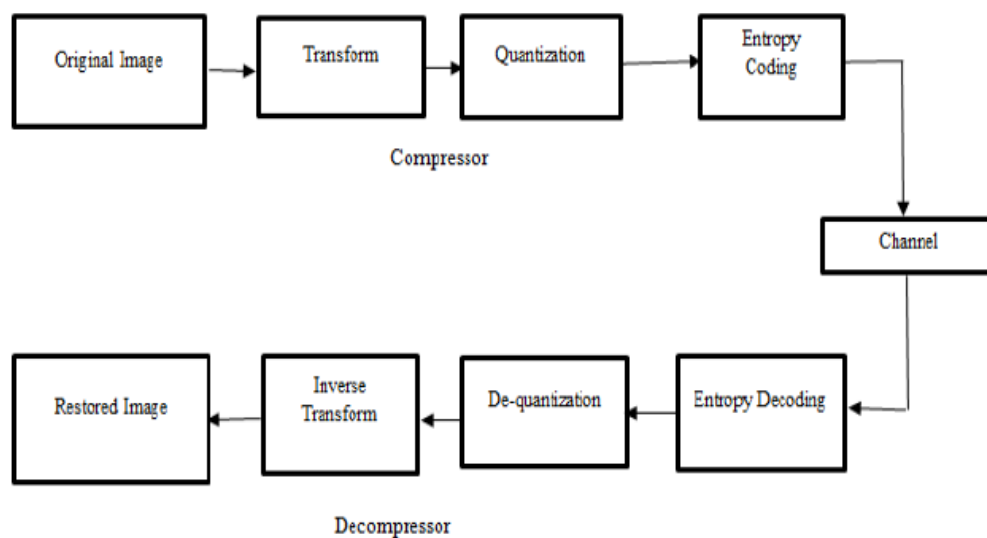 Original Image
Transform
Quantization
Entropy
Coding
Compressor
Channel
Restored Image
Inverse
Transform
De-quantization
Entropy Decoding
Decompressor